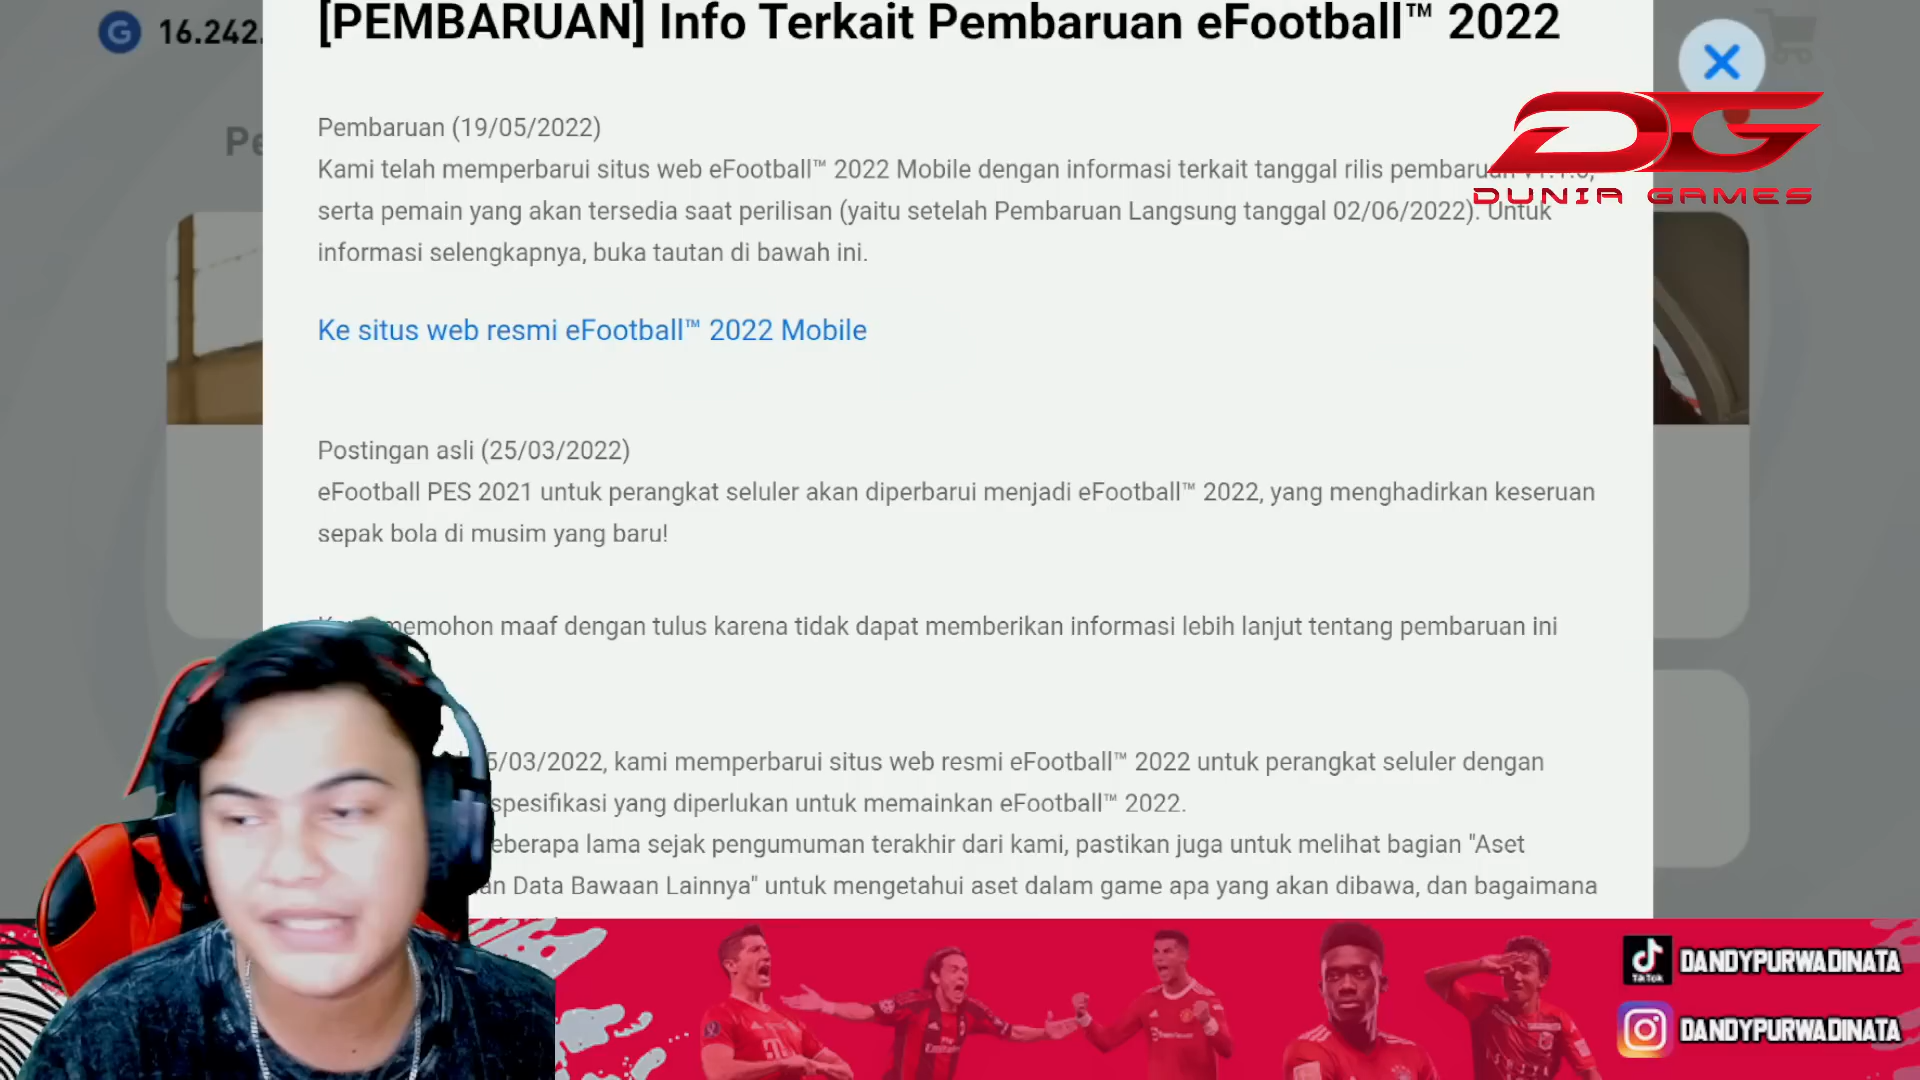 16.242.
[PEMBARUAN] Info Terkait Pembaruan eFootball™ 2022
Pe
Pembaruan (19/05/2022)
Kami telah memperbarui situs web eFootball™ 2022 Mobile dengan informasi terkait tanggal rilis pembaruan
serta pemain yang akan tersedia saat perilisan (yaitu setelah Pembaruan Langsung tanggal 02/06/2022). Untuk
informasi selengkapnya, buka tautan di bawah ini.
DG
DUNIA GAMES
Ke situs web resmi eFootball™ 2022 Mobile
Postingan asli (25/03/2022)
eFootball PES 2021 untuk perangkat seluler akan diperbarui menjadi eFootball™ 2022, yang menghadirkan keseruan
sepak bola di musim yang baru!
memohon maaf dengan tulus karena tidak dapat memberikan informasi lebih lanjut tentang pembaruan ini
5/03/2022, kami memperbarui situs web resmi eFootball™ 2022 untuk perangkat seluler dengan
spesifikasi yang diperlukan untuk memainkan eFootball™ 2022.
eberapa lama sejak pengumuman terakhir dari kami, pastikan juga untuk melihat bagian "Aset
an Data Bawaan Lainnya" untuk mengetahui aset dalam game apa yang akan dibawa, dan bagaimana
TikTok
DANDYPURWADINATA
DANDYPURWADINATA